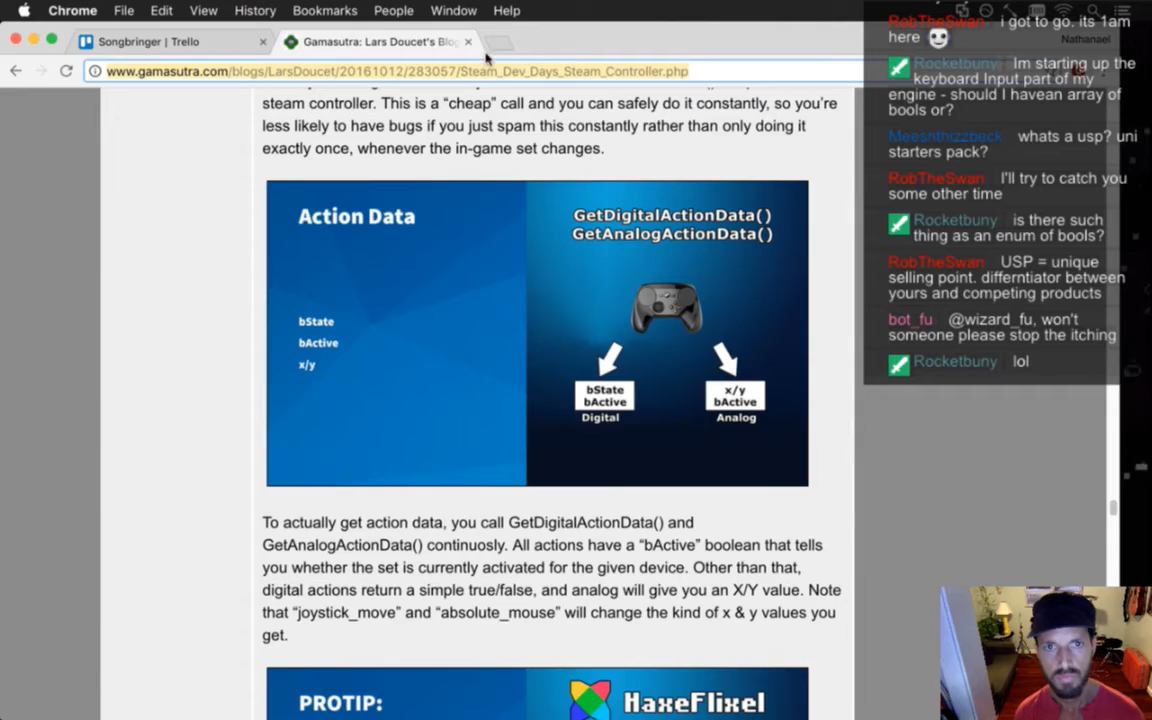 Chrome File Edit View History Bookmarks People Window Help
Songbringer | Trello
Gamasutra: Lars Doucet's Blog
Nathanael
www.gamasutra.com/blogs/LarsDoucet/20161012/283057/Steam_Dev_Days_Steam_Controller.php
steam controller. This is a “cheap” call and you can safely do it constantly, so you’re
less likely to have bugs if you just spam this constantly rather than only doing it
exactly once, whenever the in-game set changes.
Action Data
bState
bActive
x/y
GetDigitalActionData()
GetAnalogActionData()
bState
bActive
Digital
x/y
bActive
Analog
To actually get action data, you call GetDigitalActionData() and
GetAnalogActionData() continuosly. All actions have a “bActive” boolean that tells
you whether the set is currently activated for the given device. Other than that,
digital actions return a simple true/false, and analog will give you an X/Y value. Note
that “joystick_move” and “absolute_mouse” will change the kind of x & y values you
get.
PROTIP:
HaxeFlixel
RobTheSwan i got to go. its 1am
here
Rocketbuny Im starting up the
keyboard Input part of my
engine - should I havean array of
bools or?
Meeshthizzbeck whats a usp? uni
starters pack?
RobTheSwan I'll try to catch you
some other time
Rocketbuny is there such
thing as an enum of bools?
RobTheSwan USP = unique
selling point. differntiator between
yours and competing products
bot_fu @wizard_fu, won't
someone please stop the itching
Rocketbuny lol